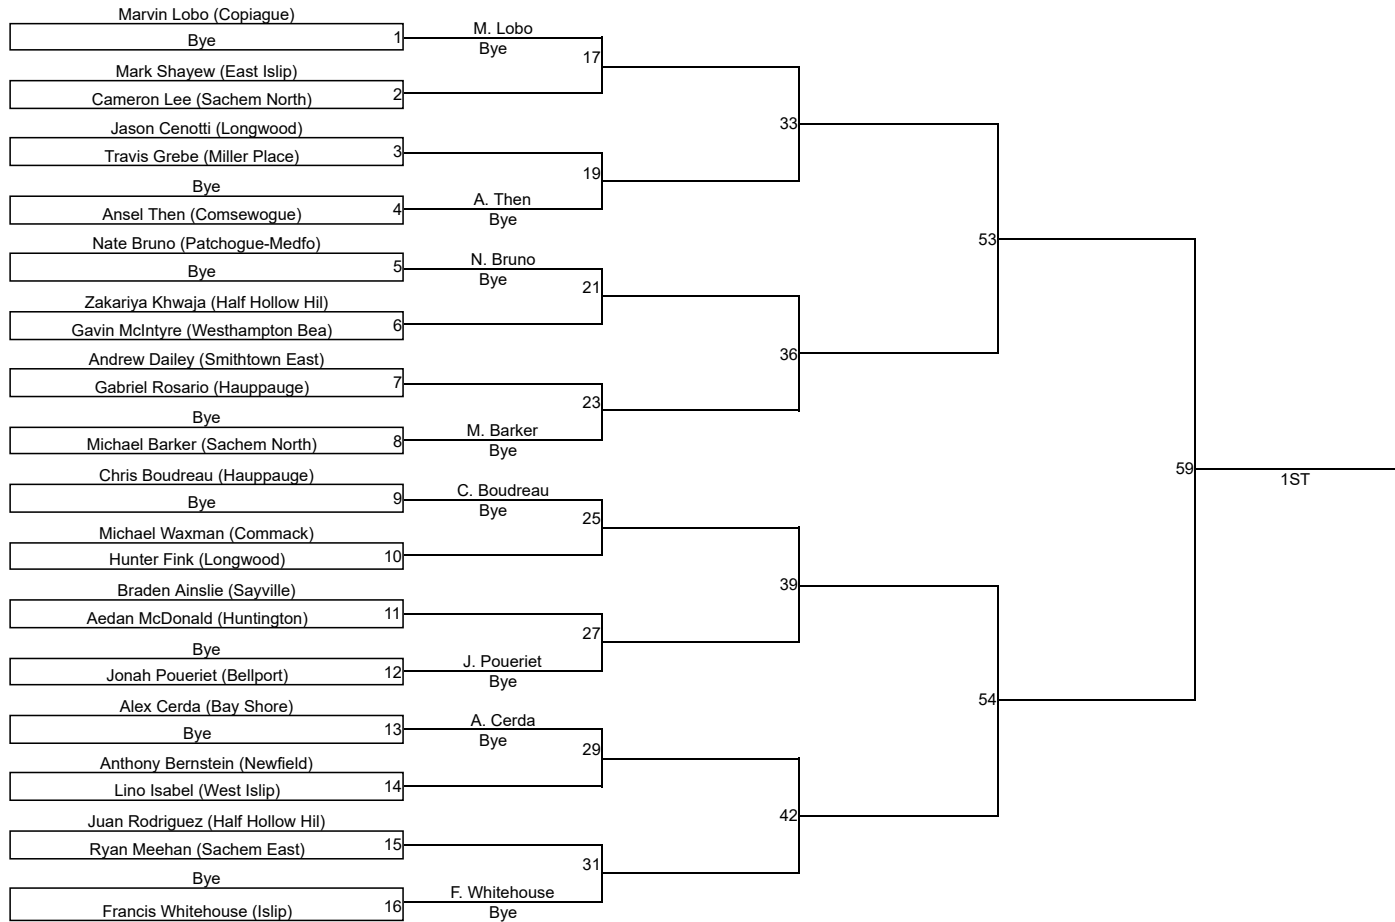 Marvin Lobo (Copiague)
Bye
1
M. Lobo
Bye
17
Mark Shayew (East Islip)
Cameron Lee (Sachem North)
2
33
Jason Cenotti (Longwood)
Travis Grebe (Miller Place)
3
19
Bye
Ansel Then (Comsewogue)
4
A. Then
Bye
53
Nate Bruno (Patchogue-Medfo)
Bye
5
N. Bruno
Bye
21
Zakariya Khwaja (Half Hollow Hil)
Gavin McIntyre (Westhampton Bea)
6
36
Andrew Dailey (Smithtown East)
Gabriel Rosario (Hauppauge)
7
23
Bye
Michael Barker (Sachem North)
8
M. Barker
Bye
59
1ST
Chris Boudreau (Hauppauge)
Bye
9
C. Boudreau
Bye
25
Michael Waxman (Commack)
Hunter Fink (Longwood)
10
39
Braden Ainslie (Sayville)
Aedan McDonald (Huntington)
11
27
Bye
Jonah Poueriet (Bellport)
12
J. Poueriet
Bye
54
Alex Cerda (Bay Shore)
Bye
13
A. Cerda
Bye
29
Anthony Bernstein (Newfield)
Lino Isabel (West Islip)
14
42
Juan Rodriguez (Half Hollow Hil)
Ryan Meehan (Sachem East)
15
31
Bye
Francis Whitehouse (Islip)
16
F. Whitehouse
Bye